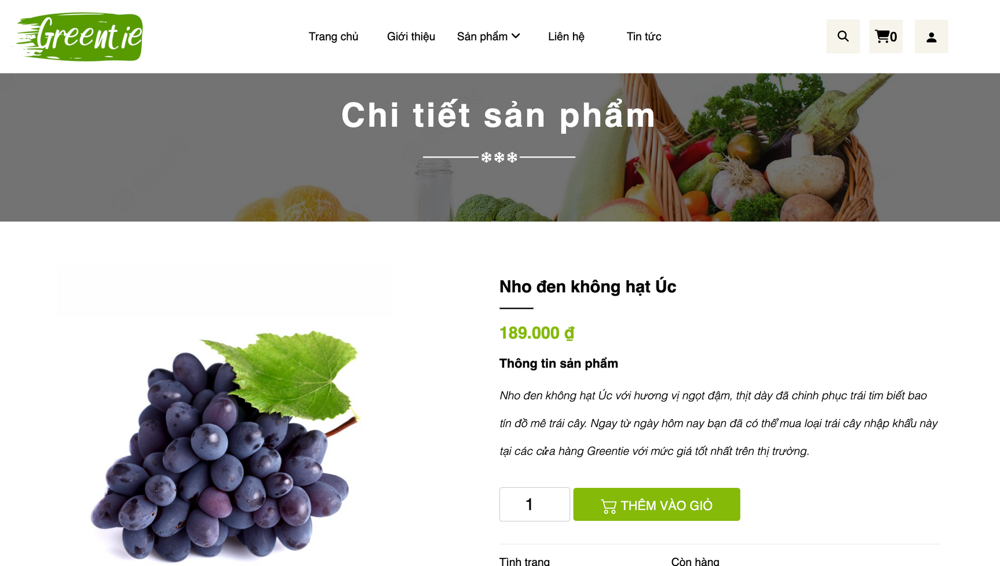 Greentie
Trang chủ Giới thiệu Sản phẩm Liên hệ Tin tức 0
Chi tiết sản phẩm
Nho đen không hạt Úc
189.000 ₫
Thông tin sản phẩm
Nho đen không hạt Úc với hương vị ngọt đậm, thịt dày đã chinh phục trái tim biết bao
tín đồ mê trái cây. Ngay từ ngày hôm nay bạn đã có thể mua loại trái cây nhập khẩu này
tại các cửa hàng Greentie với mức giá tốt nhất trên thị trường.
1 THÊM VÀO GIỎ
Tình trạng Còn hàng